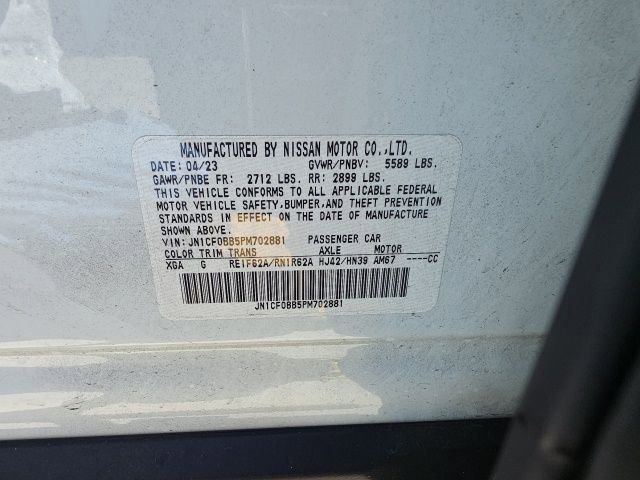 MANUFACTURED BY NISSAN MOTOR CO.,LTD.
DATE: 04/23 GVWR/PNBV: 5589 LBS.
GAWR/PNBE FR: 2712 LBS. RR: 2899 LBS.
THIS VEHICLE CONFORMS TO ALL APPLICABLE FEDERAL
MOTOR VEHICLE SAFETY, BUMPER, AND THEFT PREVENTION
STANDARDS IN EFFECT ON THE DATE OF MANUFACTURE
SHOWN ABOVE.
VIN: JN1CF0BB5PM702881 PASSENGER CAR
COLOR TRIM TRANS AXLE MOTOR
XGA G RE1F62A/RN1R62A HJ42/HN39 AM67 ----CC
JN1CF0BB5PM702881